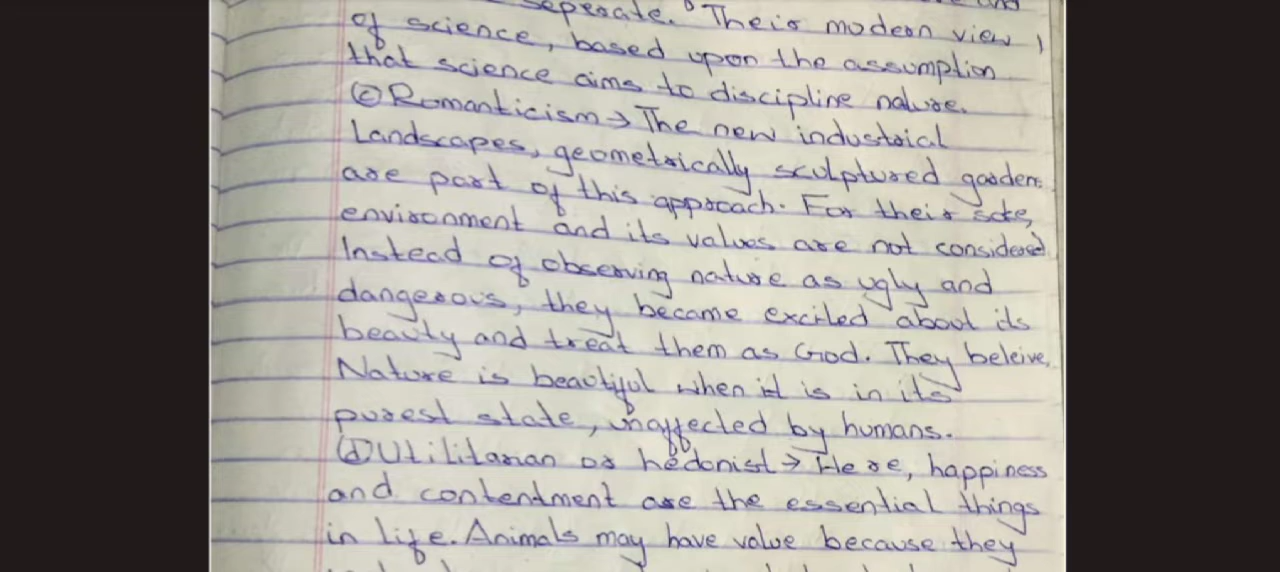 seperate. Their modern view,
of science, based upon the assumption
that science aims to discipline nature.
(c) Romanticism → The new industrial
Landscapes, geometrically sculptured garden
are part of this approach. For their
environment and its values are not considered
Instead of observing nature as ugly and
dangerous, they became excited about its
beauty and treat them as God. They beleive,
Nature is beautiful when it is in its
purest state, unaffected by humans.
(d) Utilitarian or hedonist → Here, happiness
and contentment are the essential things
in life. Animals may have value because they